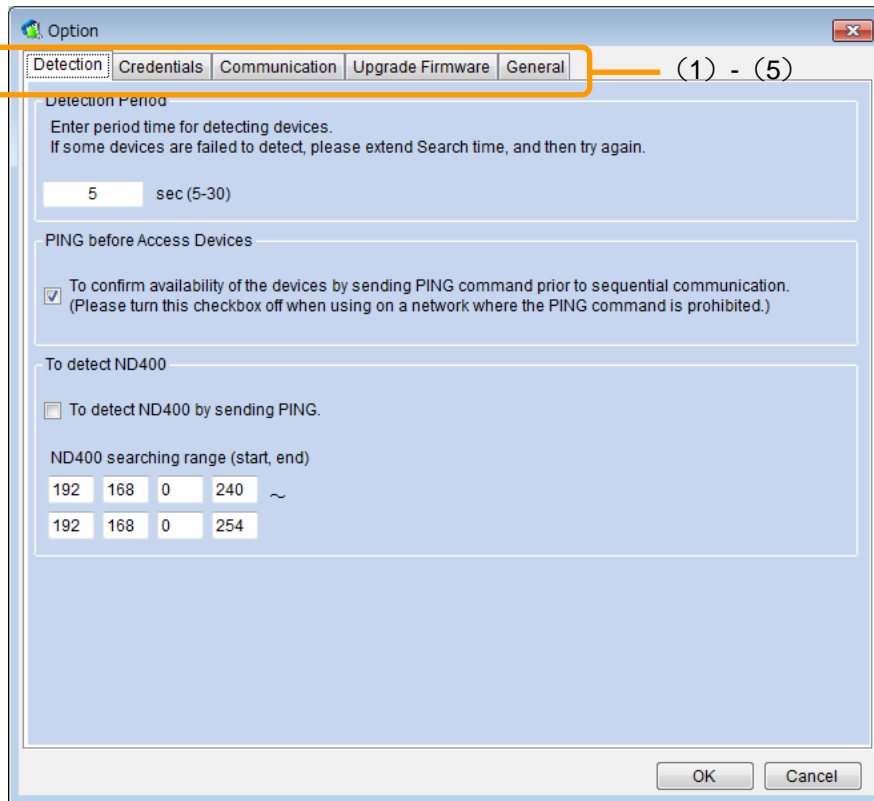 Option
Detection Credentials Communication Upgrade Firmware General
（1）-（5）
Detection Period
Enter period time for detecting devices.
If some devices are failed to detect, please extend Search time, and then try again.
5 sec (5-30)
PING before Access Devices
To confirm availability of the devices by sending PING command prior to sequential communication.
(Please turn this checkbox off when using on a network where the PING command is prohibited.)
To detect ND400
To detect ND400 by sending PING.
ND400 searching range (start, end)
192 168 0 240 ～
192 168 0 254
OK Cancel